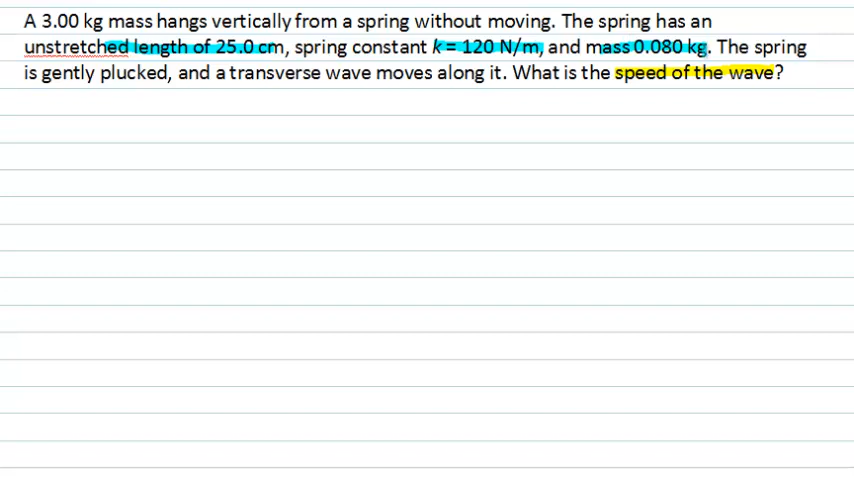 A 3.00 kg mass hangs vertically from a spring without moving. The spring has an
unstretched length of 25.0 cm, spring constant k = 120 N/m, and mass 0.080 kg. The spring
is gently plucked, and a transverse wave moves along it. What is the speed of the wave?